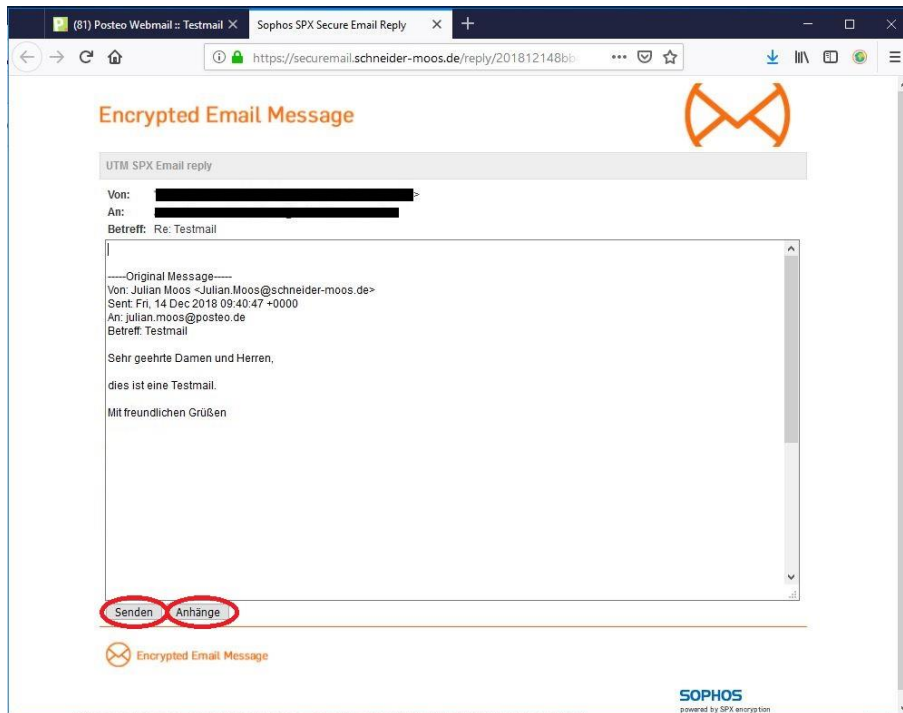 (81) Posteo Webmail :: Testmail
Sophos SPX Secure Email Reply
https://securemail.schneider-moos.de/reply/201812148bb
Encrypted Email Message
UTM SPX Email reply
Von: >
An:
Betreff: Re: Testmail
-----Original Message-----
Von: Julian Moos <Julian.Moos@schneider-moos.de>
Sent: Fri, 14 Dec 2018 09:40:47 +0000
An: julian.moos@posteo.de
Betreff: Testmail
Sehr geehrte Damen und Herren,
dies ist eine Testmail.
Mit freundlichen Grüßen
Senden Anhänge
Encrypted Email Message
SOPHOS
powered by SPX encryption